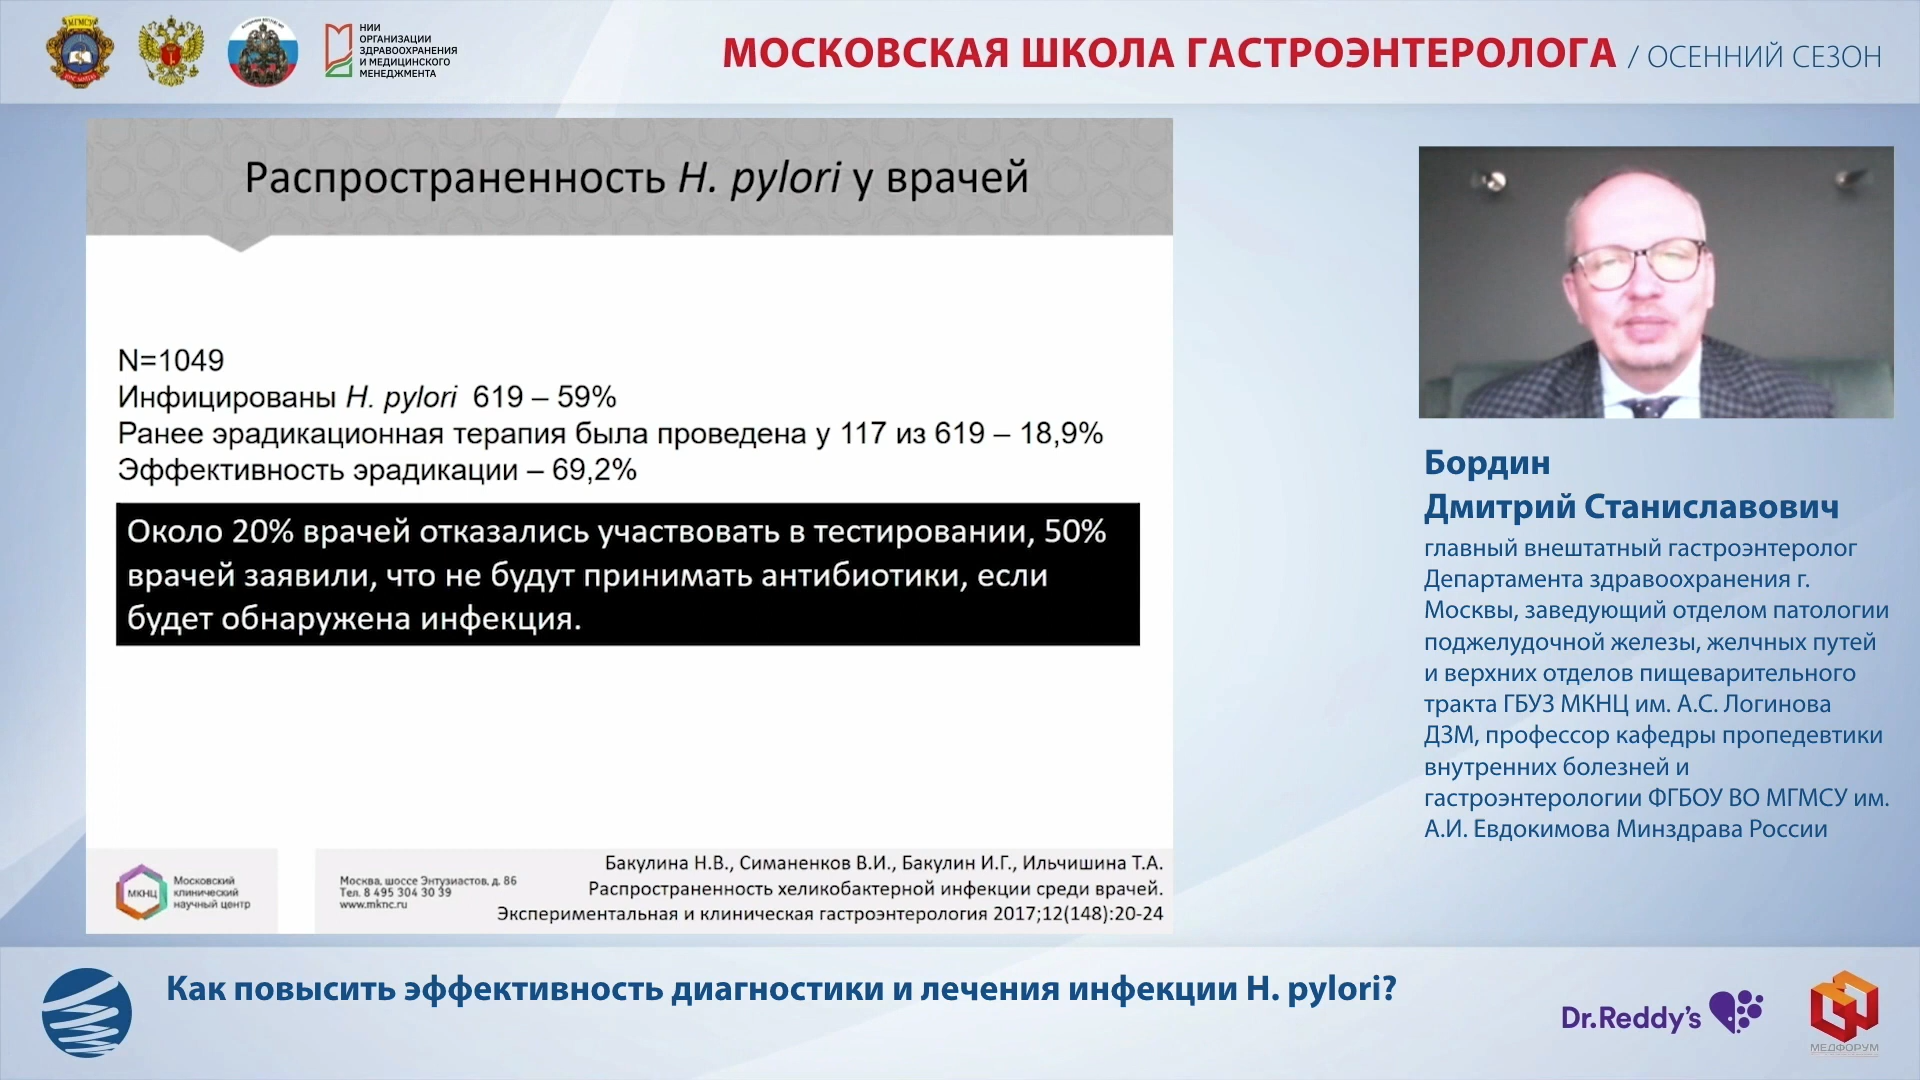 НИИ
ОРГАНИЗАЦИИ
ЗДРАВООХРАНЕНИЯ
И МЕДИЦИНСКОГО
МЕНЕДЖМЕНТА
МОСКОВСКАЯ ШКОЛА ГАСТРОЭНТЕРОЛОГА / ОСЕННИЙ СЕЗОН
Распространенность H. pylori у врачей
N=1049
Инфицированы H. pylori 619 – 59%
Ранее эрадикационная терапия была проведена у 117 из 619 – 18,9%
Эффективность эрадикации – 69,2%
Около 20% врачей отказались участвовать в тестировании, 50%
врачей заявили, что не будут принимать антибиотики, если
будет обнаружена инфекция.
МКНЦ
Московский
клинический
научный центр
Москва, шоссе Энтузиастов, д. 86
Тел. 8 495 304 30 39
www.mknc.ru
Бакулина Н.В., Симаненков В.И., Бакулин И.Г., Ильчишина Т.А.
Распространенность хеликобактерной инфекции среди врачей.
Экспериментальная и клиническая гастроэнтерология 2017;12(148):20-24
Бордин
Дмитрий Станиславович
главный внештатный гастроэнтеролог
Департамента здравоохранения г.
Москвы, заведующий отделом патологии
поджелудочной железы, желчных путей
и верхних отделов пищеварительного
тракта ГБУЗ МКНЦ им. А.С. Логинова
ДЗМ, профессор кафедры пропедевтики
внутренних болезней и
гастроэнтерологии ФГБОУ ВО МГМСУ им.
А.И. Евдокимова Минздрава России
Как повысить эффективность диагностики и лечения инфекции H. pylori?
Dr.Reddy's
МЕДФОРУМ